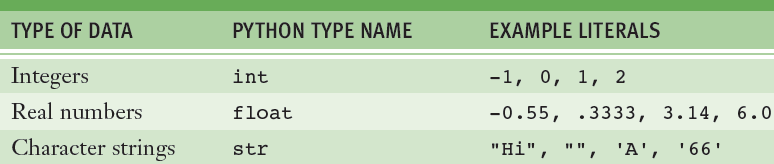 TYPE OF DATA PYTHON TYPE NAME EXAMPLE LITERALS
Integers int -1, 0, 1, 2
Real numbers float -0.55, .3333, 3.14, 6.0
Character strings str "Hi", "", 'A', '66'